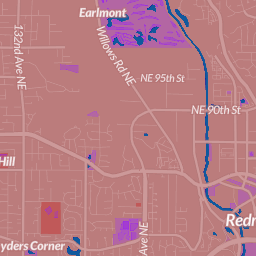 Earlmont
132nd Ave NE
Willows Rd NE
NE 95th St
NE 90th St
Hill
Redm
yders Corner
Ave NE